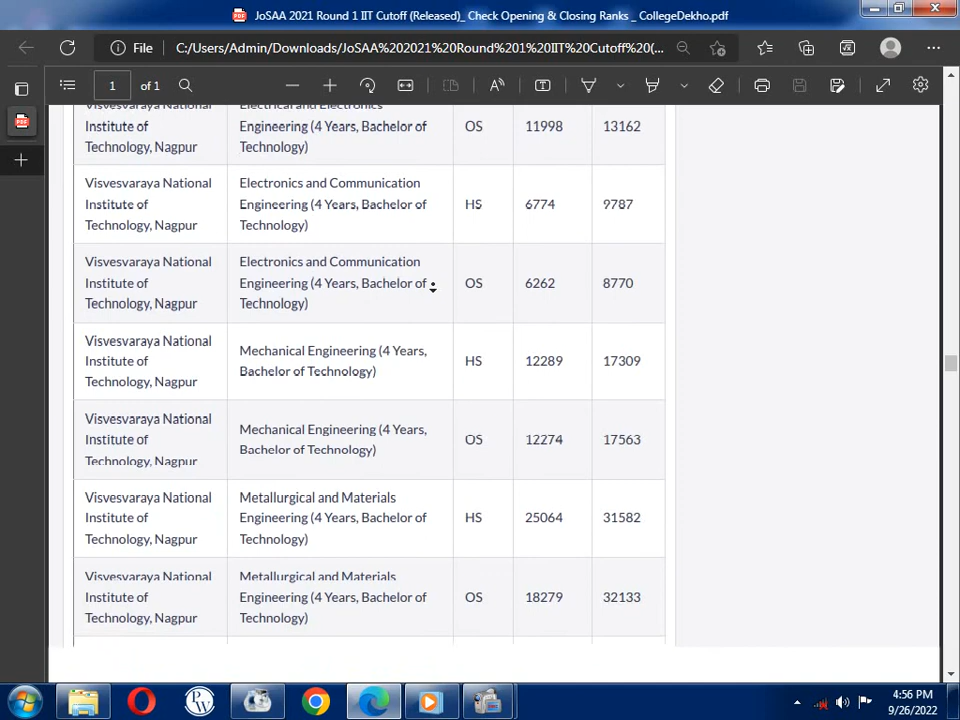 JoSAA 2021 Round 1 IIT Cutoff (Released)_ Check Opening & Closing Ranks _ CollegeDekho.pdf
File C:/Users/Admin/Downloads/JoSAA%202021%20Round%201%20IIT%20Cutoff%20(...
1 of 1
Visvesvaraya National Institute of Technology, Nagpur
Electrical and Electronics Engineering (4 Years, Bachelor of Technology)
OS 11998 13162
Visvesvaraya National
Institute of
Technology, Nagpur
Electronics and Communication
Engineering (4 Years, Bachelor of
Technology)
HS 6774 9787
Visvesvaraya National
Institute of
Technology, Nagpur
Electronics and Communication
Engineering (4 Years, Bachelor of
Technology)
OS 6262 8770
Visvesvaraya National
Institute of
Technology, Nagpur
Mechanical Engineering (4 Years,
Bachelor of Technology)
HS 12289 17309
Visvesvaraya National
Institute of
Technology, Nagpur
Mechanical Engineering (4 Years,
Bachelor of Technology)
OS 12274 17563
Visvesvaraya National
Institute of
Technology, Nagpur
Metallurgical and Materials
Engineering (4 Years, Bachelor of
Technology)
HS 25064 31582
Visvesvaraya National
Institute of
Technology, Nagpur
Metallurgical and Materials
Engineering (4 Years, Bachelor of
Technology)
OS 18279 32133
PW
4:56 PM
9/26/2022